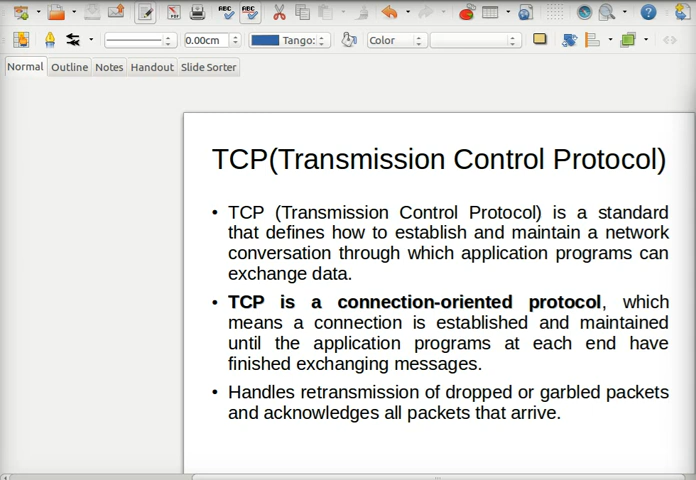 0.00cm
Tango:
Color
Normal
Outline
Notes
Handout
Slide Sorter
TCP(Transmission Control Protocol)
• TCP (Transmission Control Protocol) is a standard
that defines how to establish and maintain a network
conversation through which application programs can
exchange data.
• TCP is a connection-oriented protocol, which
means a connection is established and maintained
until the application programs at each end have
finished exchanging messages.
• Handles retransmission of dropped or garbled packets
and acknowledges all packets that arrive.